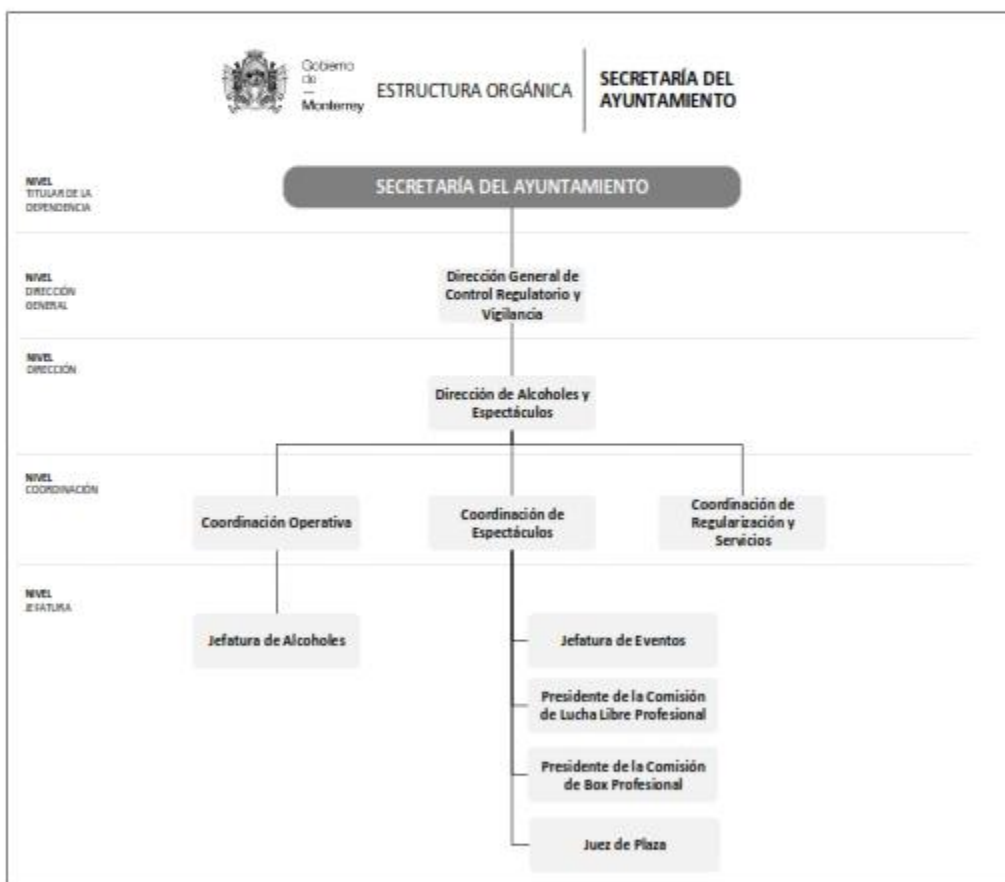 Gobierno
de
—
Monterrey
ESTRUCTURA ORGÁNICA
SECRETARÍA DEL
AYUNTAMIENTO
NIVEL
TITULAR DE LA
DEPENDENCIA
SECRETARÍA DEL AYUNTAMIENTO
NIVEL
DIRECCIÓN
GENERAL
Dirección General de
Control Regulatorio y
Vigilancia
NIVEL
DIRECCIÓN
Dirección de Alcoholes y
Espectáculos
NIVEL
COORDINACIÓN
Coordinación Operativa
Coordinación de
Espectáculos
Coordinación de
Regularización y
Servicios
NIVEL
JEFATURA
Jefatura de Alcoholes
Jefatura de Eventos
Presidente de la Comisión
de Lucha Libre Profesional
Presidente de la Comisión
de Box Profesional
Juez de Plaza